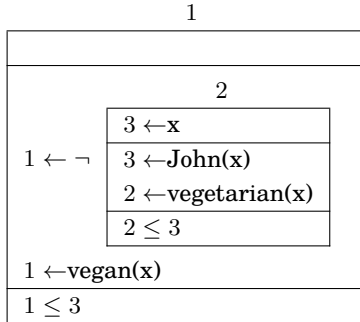 1
2
3 ←x
1 ← ¬ 3 ←John(x)
2 ←vegetarian(x)
2 ≤ 3
1 ←vegan(x)
1 ≤ 3